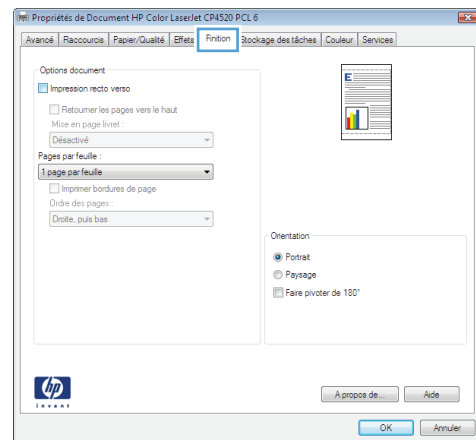 Propriétés de Document HP Color LaserJet CP4520 PCL 6
Avancé Raccourcis Papier/Qualité Effets Finition Stockage des tâches Couleur Services
Options document
Impression recto verso
Retourner les pages vers le haut
Mise en page livret :
Désactivé
Pages par feuille :
1 page par feuille
Imprimer bordures de page
Ordre des pages :
Droite, puis bas
E
Orientation
Portrait
Paysage
Faire pivoter de 180°
hp
invent
A propos de... Aide
OK Annuler